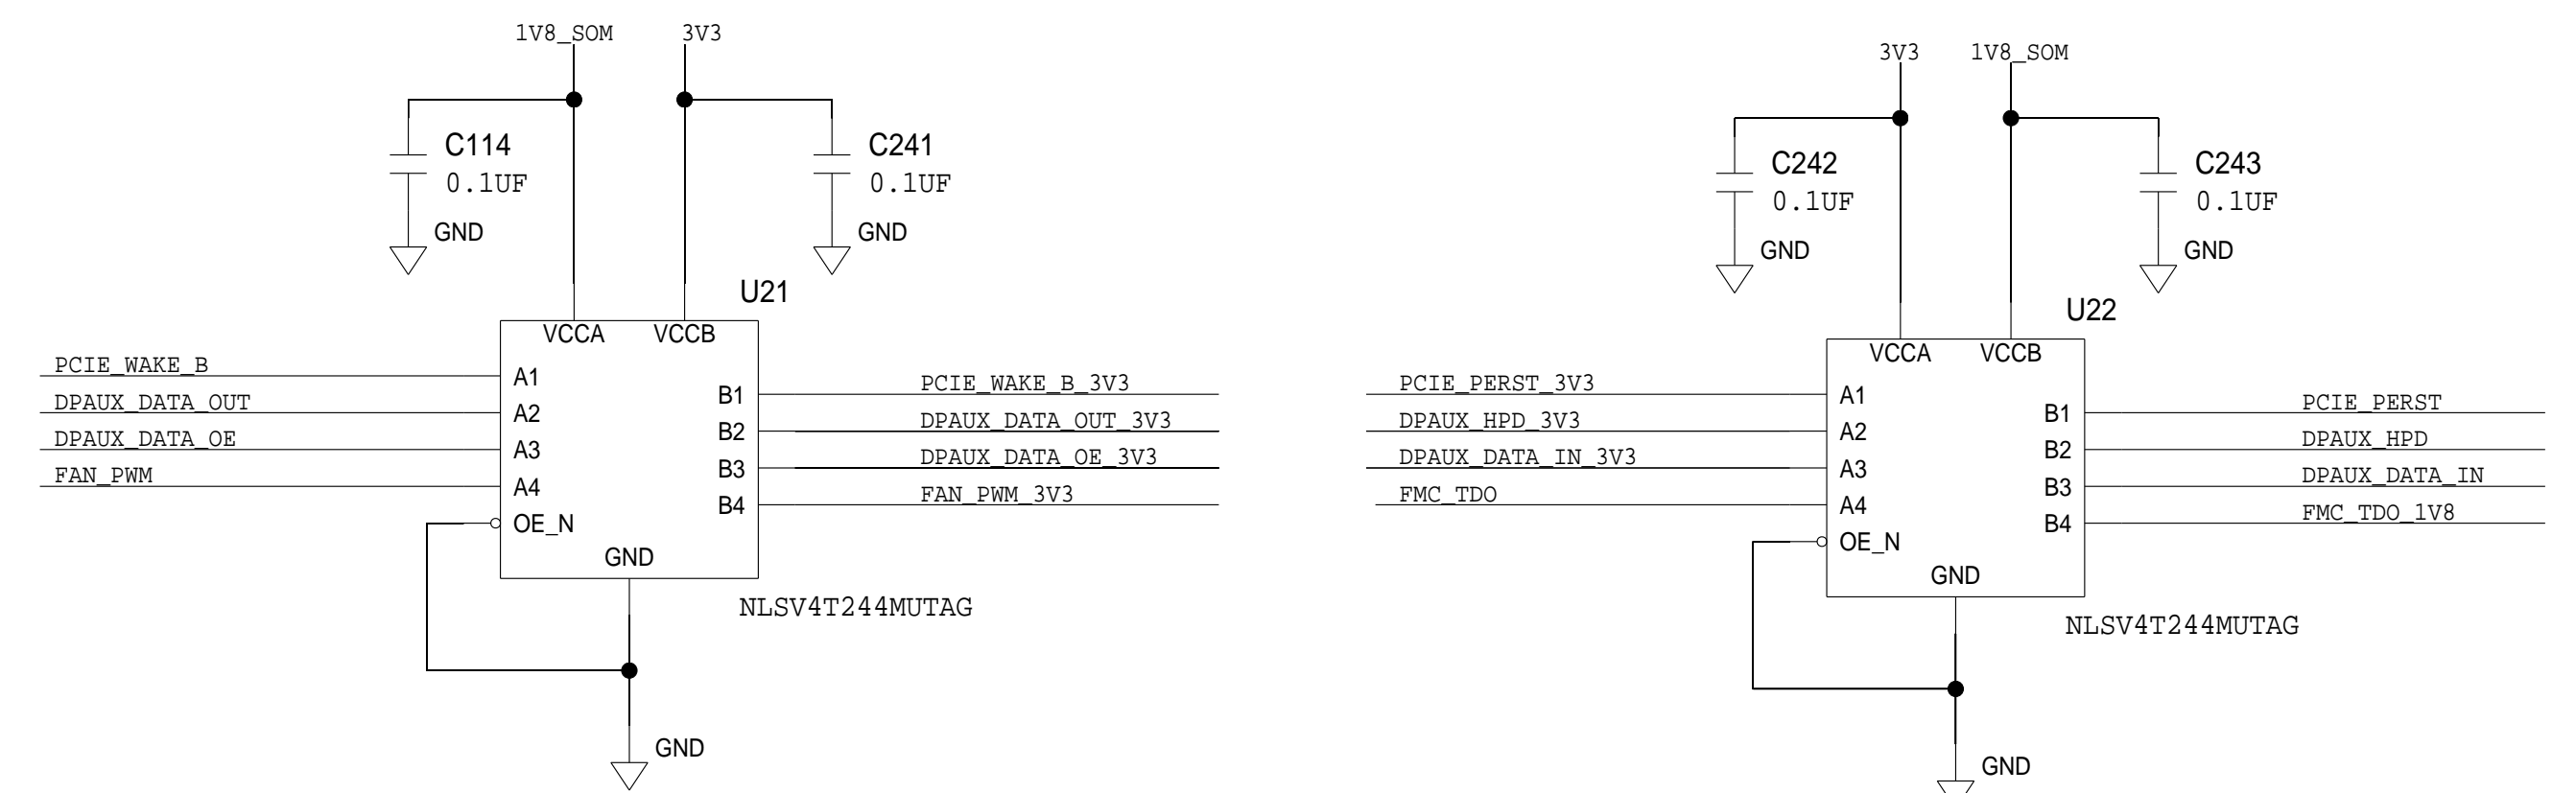 1V8_SOM
3V3
C114
0.1UF
GND
C241
0.1UF
GND
U21
VCCA
VCCB
PCIE_WAKE_B
DPAUX_DATA_OUT
DPAUX_DATA_OE
FAN_PWM
A1
A2
A3
A4
OE_N
GND
B1
B2
B3
B4
PCIE_WAKE_B_3V3
DPAUX_DATA_OUT_3V3
DPAUX_DATA_OE_3V3
FAN_PWM_3V3
NLSV4T244MUTAG
GND
3V3
1V8_SOM
C242
0.1UF
GND
C243
0.1UF
GND
U22
VCCA
VCCB
PCIE_PERST_3V3
DPAUX_HPD_3V3
DPAUX_DATA_IN_3V3
FMC_TDO
A1
A2
A3
A4
OE_N
GND
B1
B2
B3
B4
PCIE_PERST
DPAUX_HPD
DPAUX_DATA_IN
FMC_TDO_1V8
NLSV4T244MUTAG
GND